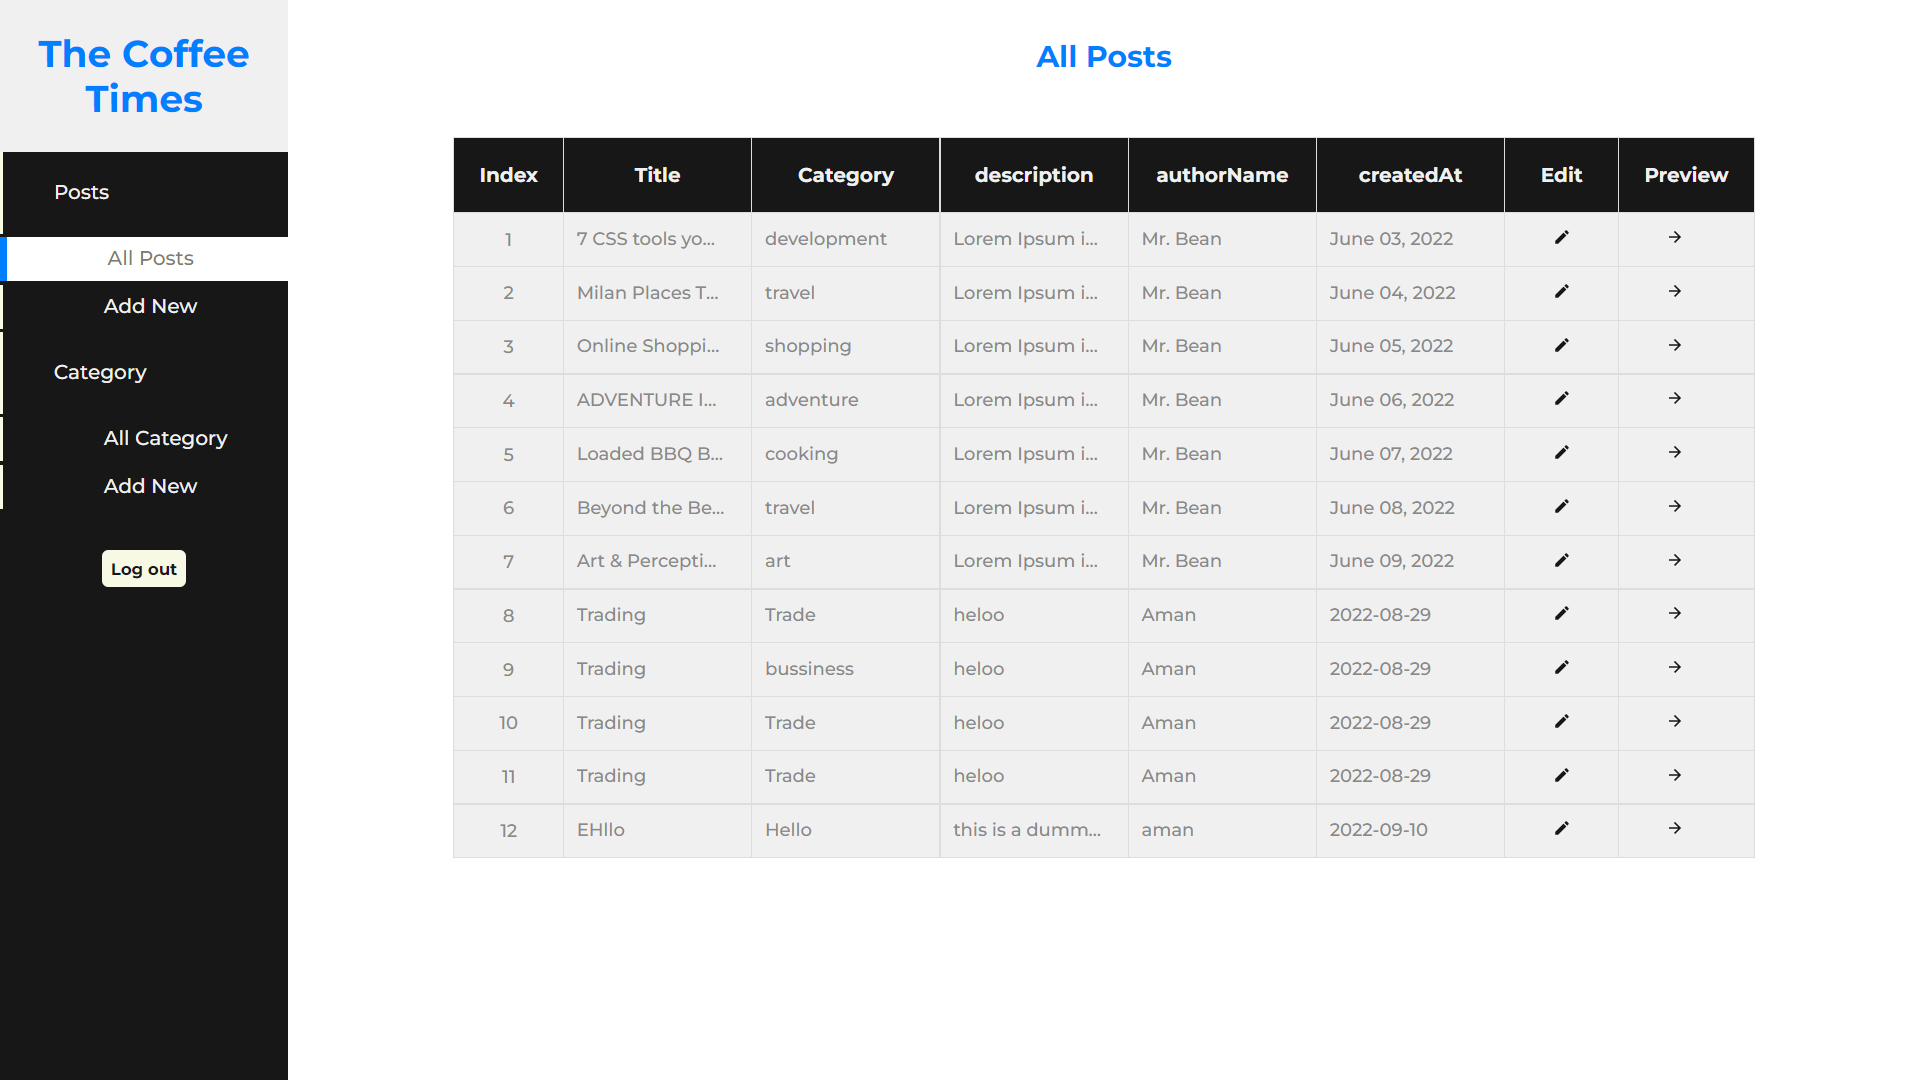 The Coffee
Times
Posts
All Posts
Add New
Category
All Category
Add New
Log out
All Posts
Index Title Category description authorName createdAt Edit Preview
1 7 CSS tools yo... development Lorem Ipsum i... Mr. Bean June 03, 2022
2 Milan Places T... travel Lorem Ipsum i... Mr. Bean June 04, 2022
3 Online Shoppi... shopping Lorem Ipsum i... Mr. Bean June 05, 2022
4 ADVENTURE I... adventure Lorem Ipsum i... Mr. Bean June 06, 2022
5 Loaded BBQ B... cooking Lorem Ipsum i... Mr. Bean June 07, 2022
6 Beyond the Be... travel Lorem Ipsum i... Mr. Bean June 08, 2022
7 Art & Percepti... art Lorem Ipsum i... Mr. Bean June 09, 2022
8 Trading Trade heloo Aman 2022-08-29
9 Trading bussiness heloo Aman 2022-08-29
10 Trading Trade heloo Aman 2022-08-29
11 Trading Trade heloo Aman 2022-08-29
12 EHllo Hello this is a dumm... aman 2022-09-10